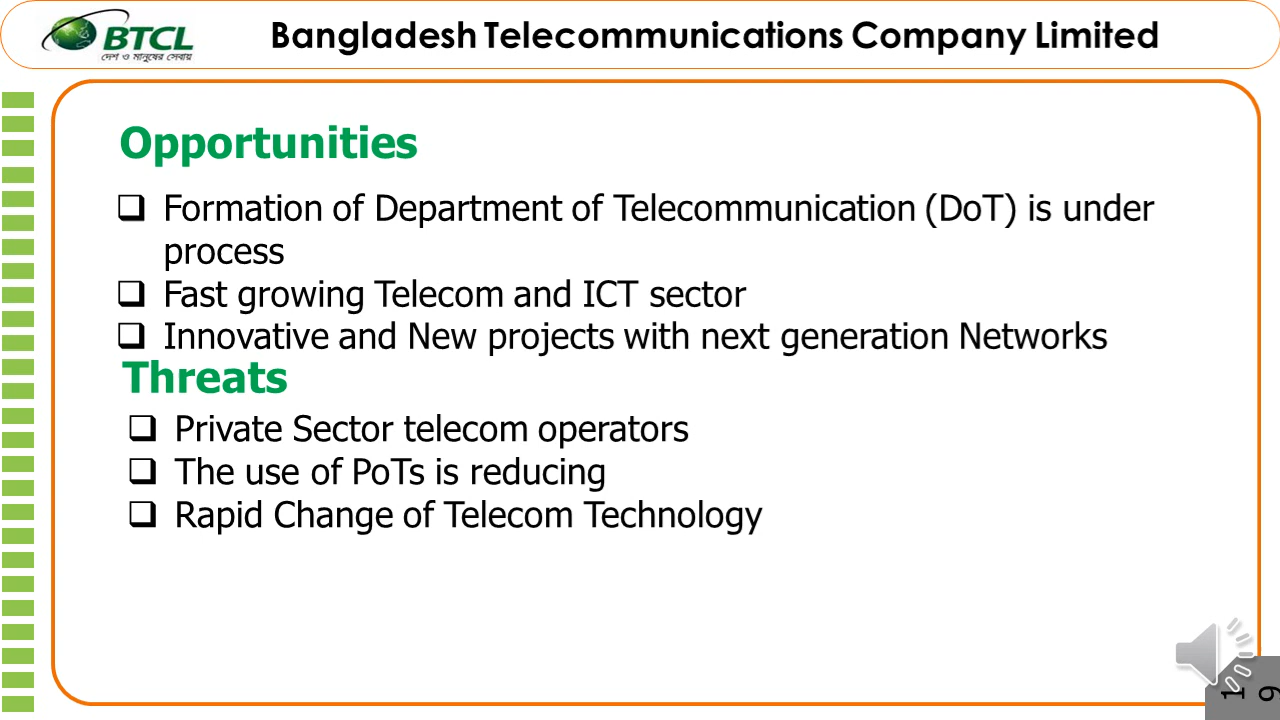 BTCL
দেশ ও মানুষের সেবায়
Bangladesh Telecommunications Company Limited
Opportunities
❑ Formation of Department of Telecommunication (DoT) is under
process
❑ Fast growing Telecom and ICT sector
❑ Innovative and New projects with next generation Networks
Threats
❑ Private Sector telecom operators
❑ The use of PoTs is reducing
❑ Rapid Change of Telecom Technology
19